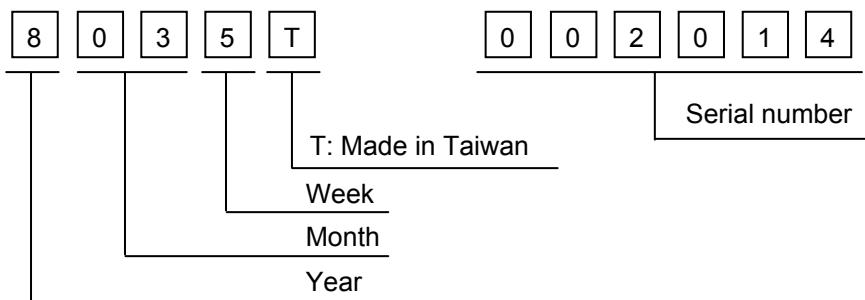 8 0 3 5 T 0 0 2 0 1 4
Serial number
T: Made in Taiwan
Week
Month
Year